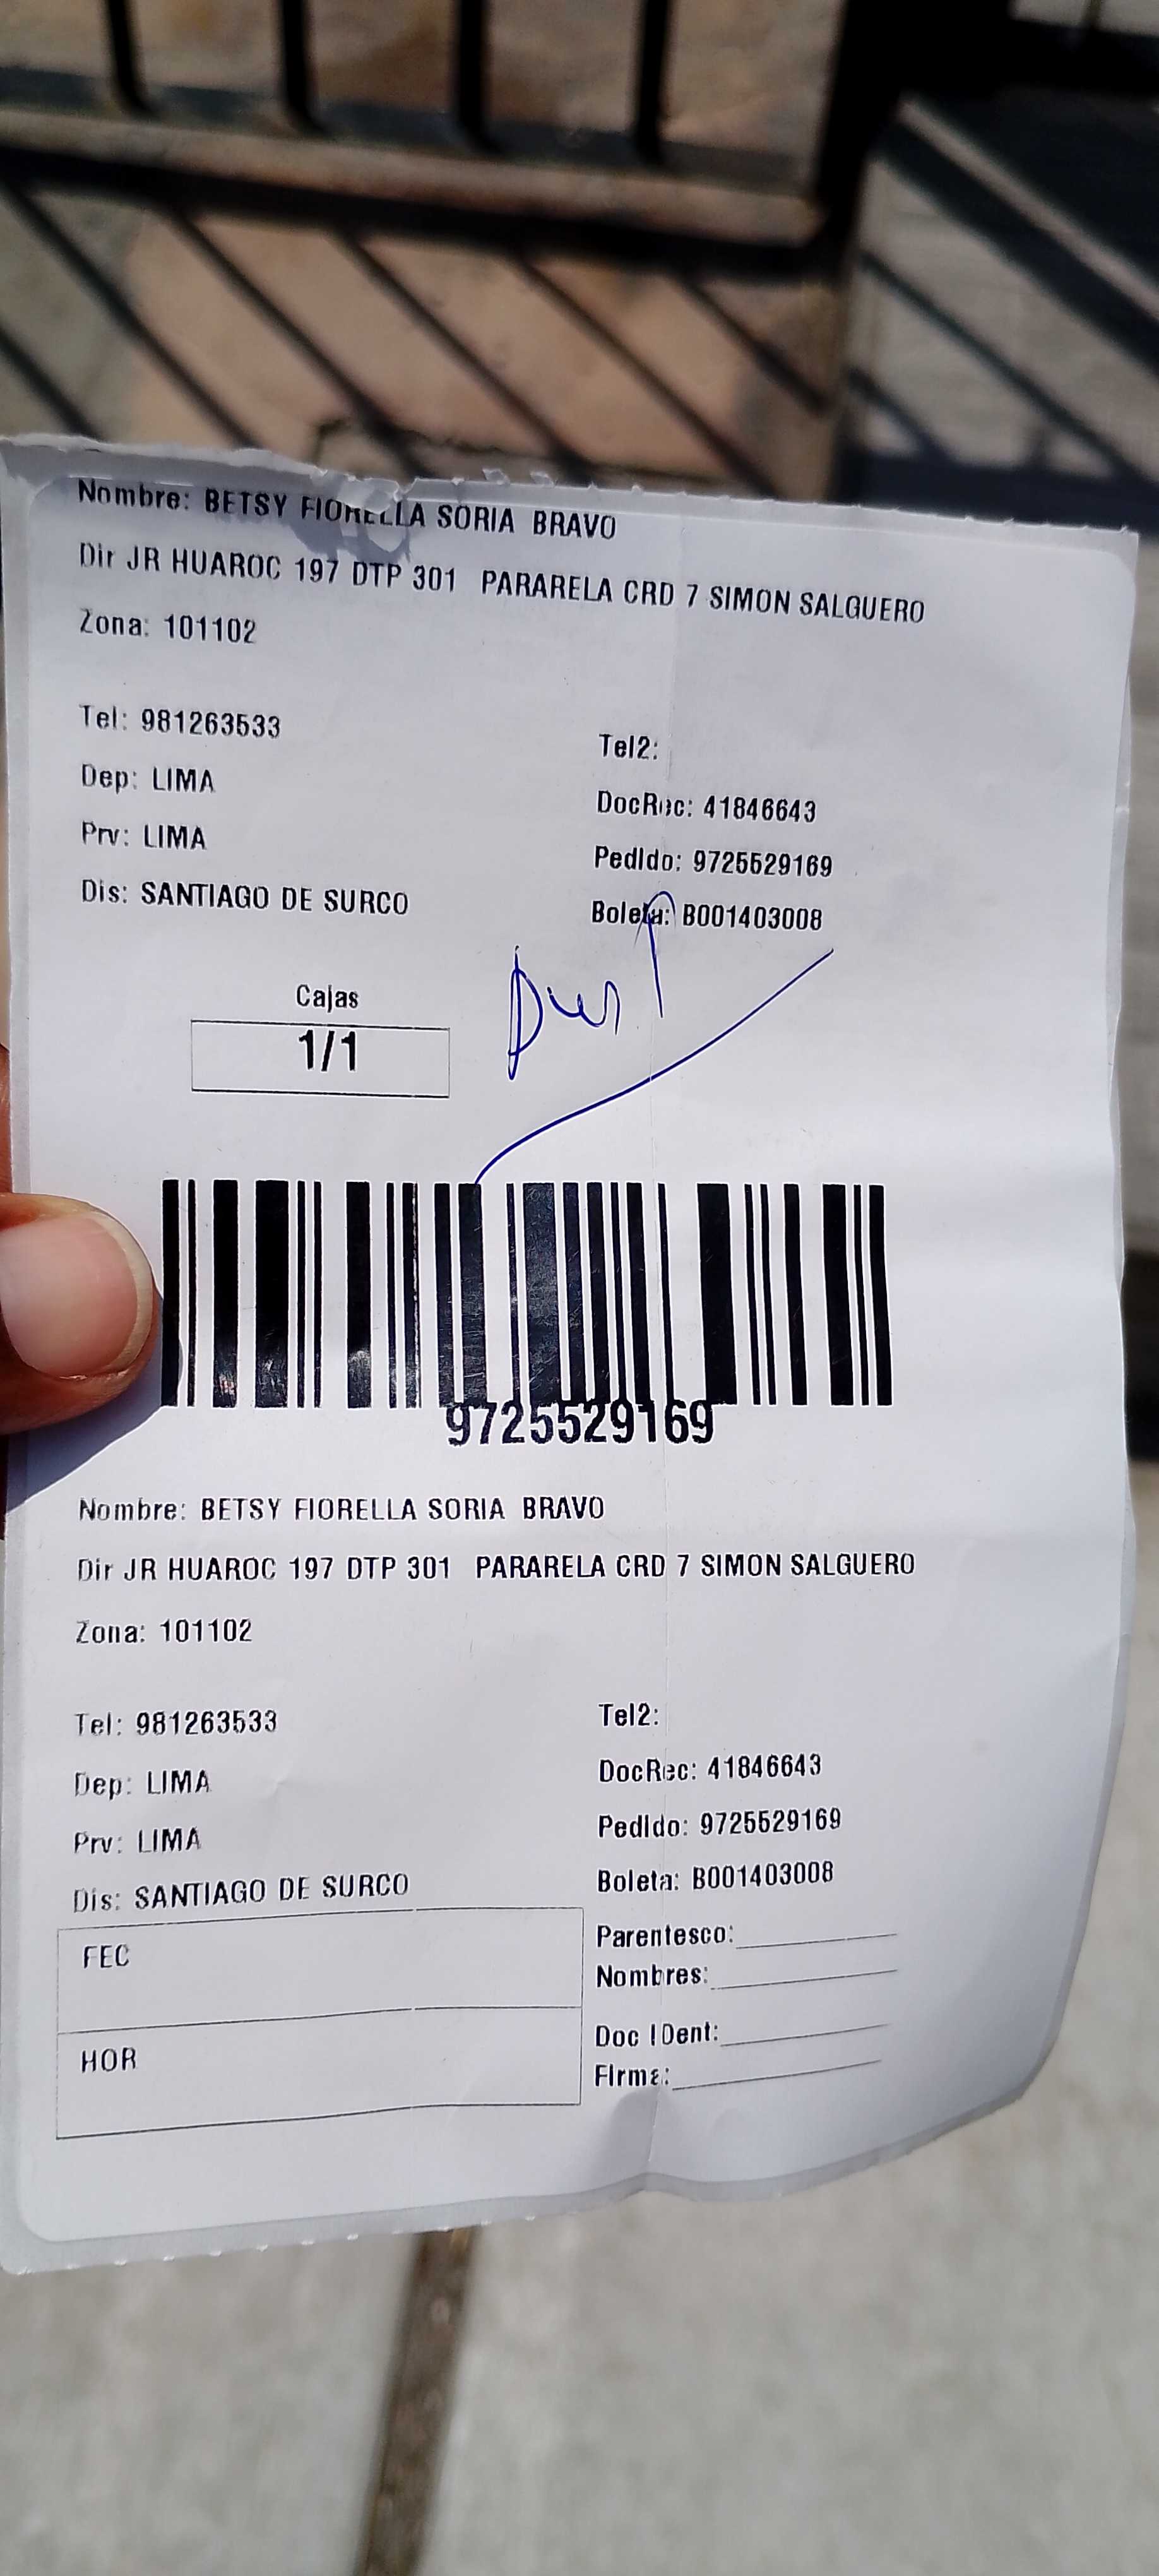 Nombre: BETSY FIORELLA SORIA BRAVO
Dir JR HUAROC 197 DTP 301 PARARELA CRD 7 SIMON SALGUERO
Zona: 101102
Tel: 981263533
Tel2:
Dep: LIMA
DocRec: 41846643
Prv: LIMA
PedIdo: 9725529169
Dis: SANTIAGO DE SURCO
Boleta: B001403008
Cajas
1/1
9725529169
Nombre: BETSY FIORELLA SORIA BRAVO
Dir JR HUAROC 197 DTP 301 PARARELA CRD 7 SIMON SALGUERO
Zona: 101102
Tel: 981263533
Tel2:
Dep: LIMA
DocRec: 41846643
Prv: LIMA
PedIdo: 9725529169
Dis: SANTIAGO DE SURCO
Boleta: B001403008
FEC
Parentesco:
Nombres:
HOR
Doc IDent:
FIrma: